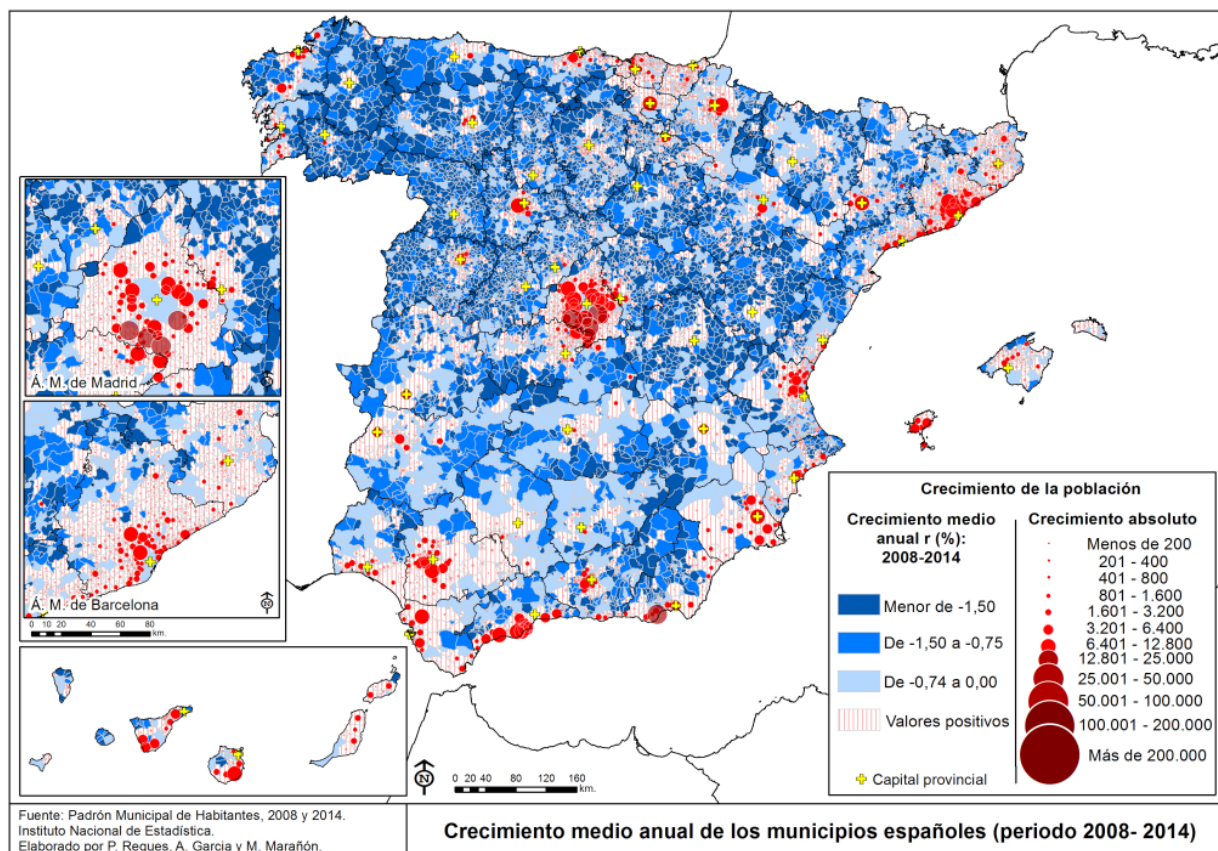 Á. M. de Madrid
Á. M. de Barcelona
0 10 20 40 60 80
km.
N
0 20 40 80 120 160
km.
Crecimiento de la población
Crecimiento medio
anual r (%):
2008-2014
Menor de -1,50
De -1,50 a -0,75
De -0,74 a 0,00
Valores positivos
Capital provincial
Crecimiento absoluto
Menos de 200
201 - 400
401 - 800
801 - 1.600
1.601 - 3.200
3.201 - 6.400
6.401 - 12.800
12.801 - 25.000
25.001 - 50.000
50.001 - 100.000
100.001 - 200.000
Más de 200.000
Fuente: Padrón Municipal de Habitantes, 2008 y 2014.
Instituto Nacional de Estadística.
Elaborado por P. Reques, A. Garcia y M. Marañón.
Crecimiento medio anual de los municipios españoles (periodo 2008- 2014)